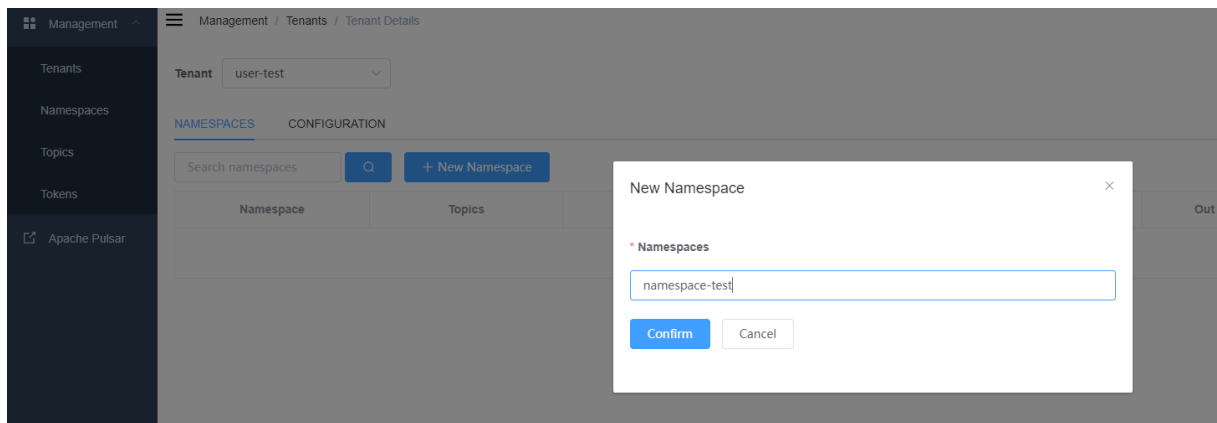 Management
Management / Tenants / Tenant Details
Tenants
Namespaces
Topics
Tokens
Apache Pulsar
Tenant user-test
NAMESPACES CONFIGURATION
Search namespaces + New Namespace
Namespace Topics Out
New Namespace
* Namespaces
namespace-test
Confirm Cancel